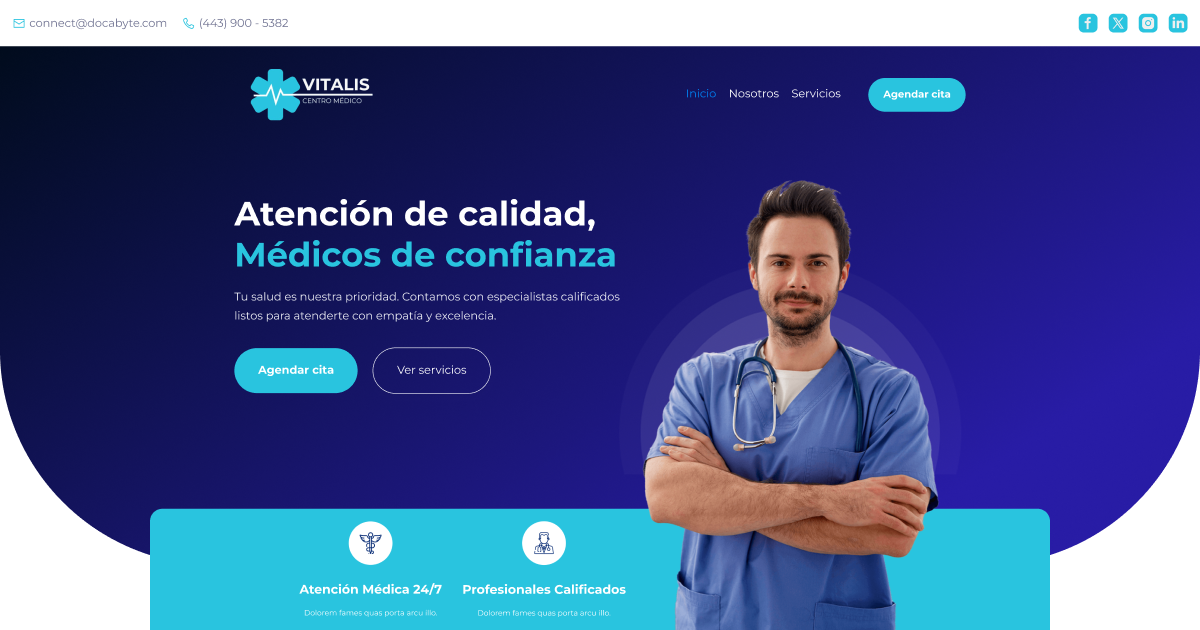 connect@docabyte.com
(443) 900 - 5382
VITALIS
CENTRO MÉDICO
Inicio
Nosotros
Servicios
Agendar cita
Atención de calidad,
Médicos de confianza
Tu salud es nuestra prioridad. Contamos con especialistas calificados
listos para atenderte con empatía y excelencia.
Agendar cita
Ver servicios
Atención Médica 24/7
Dolorem fames quas porta arcu illo.
Profesionales Calificados
Dolorem fames quas porta arcu illo.